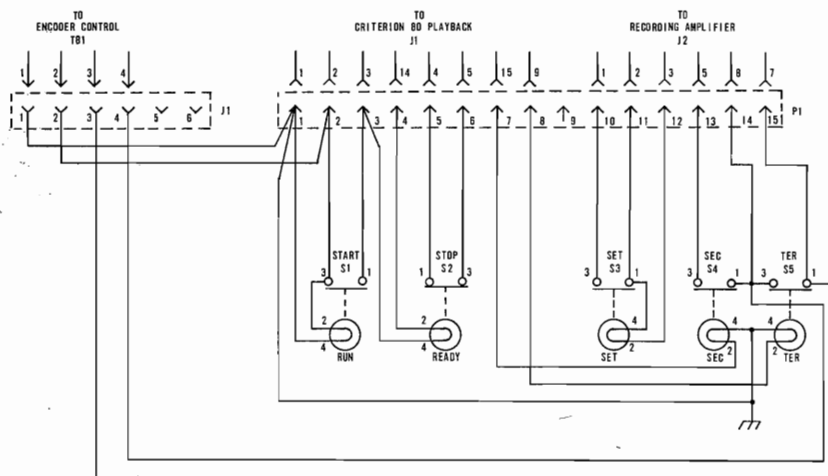 TO TO TO
ENCODER CONTROL CRITERION 80 PLAYBACK RECORDING AMPLIFIER
TB1 J1 J2
1 2 3 4 1 2 3 14 4 5 15 9 1 2 3 5 8 7
1 2 3 4 5 6 J1 1 2 3 4 5 6 7 8 9 10 11 12 13 14 15 P1
START STOP SET SEC TER
S1 S2 S3 S4 S5
3 1 1 3 3 1 3 1 3 1
2 2 4 4 4
4 4 2 2 2
RUN READY SET SEC TER